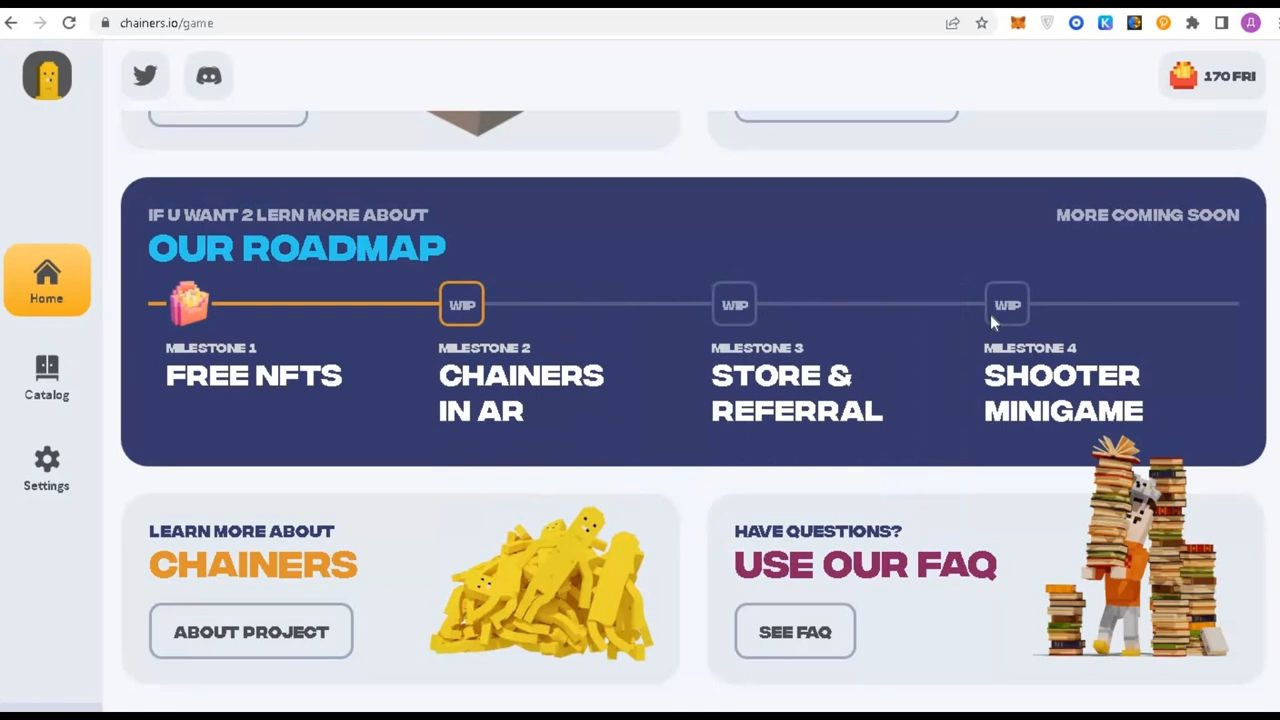 chainers.io/game
Д
170 FRI
IF U WANT 2 LERN MORE ABOUT
MORE COMING SOON
OUR ROADMAP
WIP
WIP
WIP
Home
MILESTONE 1
MILESTONE 2
MILESTONE 3
MILESTONE 4
FREE NFTS
CHAINERS
IN AR
STORE &
REFERRAL
SHOOTER
MINIGAME
Catalog
Settings
LEARN MORE ABOUT
CHAINERS
ABOUT PROJECT
HAVE QUESTIONS?
USE OUR FAQ
SEE FAQ